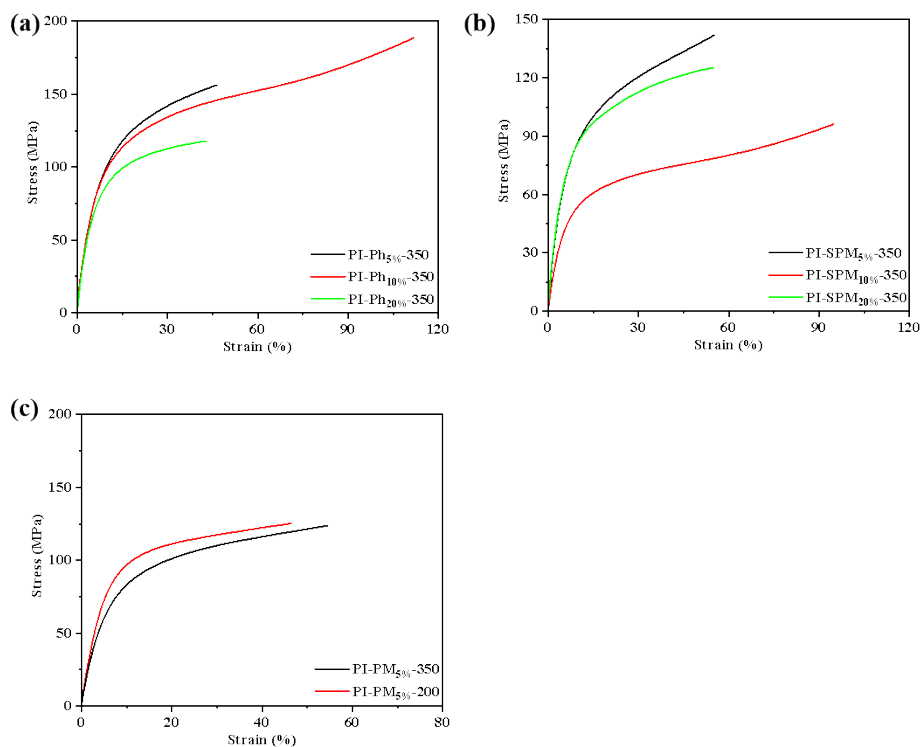 (a)
200
150
100
50
0
Stress (MPa)
PI-Ph5%-350
PI-Ph10%-350
PI-Ph20%-350
0 30 60 90 120
Strain (%)
(b)
150
120
90
60
30
0
Stress (MPa)
PI-SPM5%-350
PI-SPM10%-350
PI-SPM20%-350
0 30 60 90 120
Strain (%)
(c)
200
150
100
50
0
Stress (MPa)
PI-PM5%-350
PI-PM5%-200
0 20 40 60 80
Strain (%)